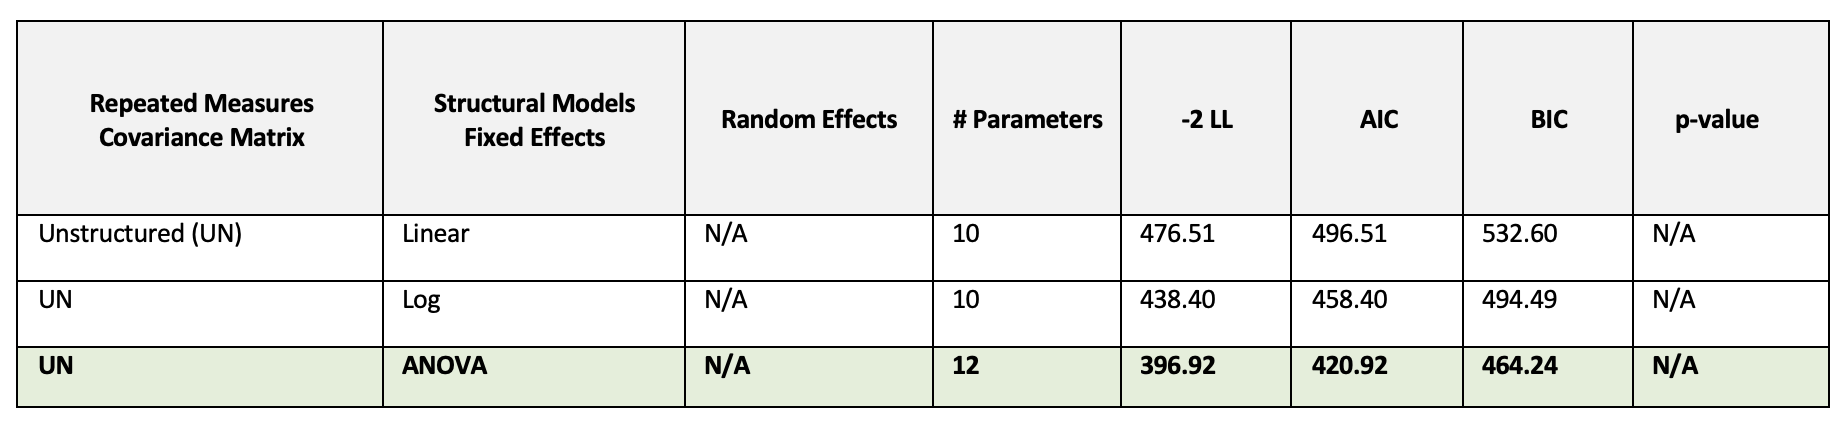 Repeated Measures
Covariance Matrix
Structural Models
Fixed Effects
Random Effects
# Parameters
-2 LL
AIC
BIC
p-value
Unstructured (UN) Linear N/A 10 476.51 496.51 532.60 N/A
UN Log N/A 10 438.40 458.40 494.49 N/A
UN ANOVA N/A 12 396.92 420.92 464.24 N/A